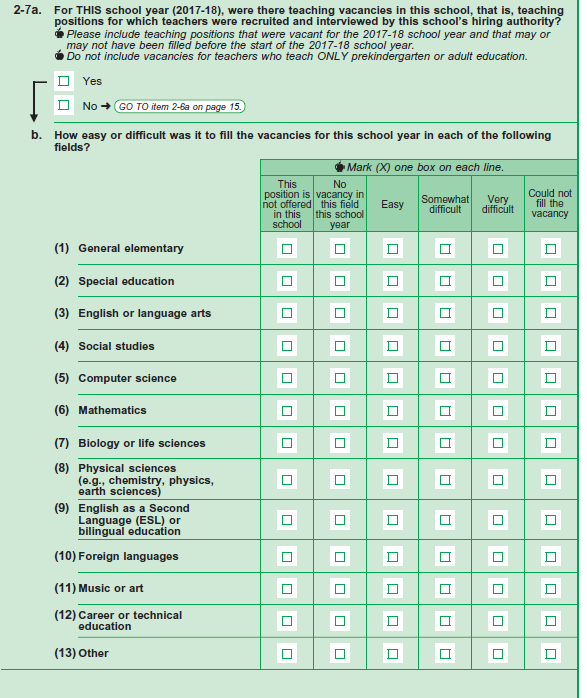 2-7a. For THIS school year (2017-18), were there teaching vacancies in this school, that is, teaching
positions for which teachers were recruited and interviewed by this school's hiring authority?
Please include teaching positions that were vacant for the 2017-18 school year and that may or
may not have been filled before the start of the 2017-18 school year.
Do not include vacancies for teachers who teach ONLY prekindergarten or adult education.
Yes
No ➔ GO TO item 2-6a on page 15.
b. How easy or difficult was it to fill the vacancies for this school year in each of the following
fields?
Mark (X) one box on each line.
This
position is
not offered
in this
school
No
vacancy in
this field
this school
year
Easy
Somewhat
difficult
Very
difficult
Could not
fill the
vacancy
(1) General elementary
(2) Special education
(3) English or language arts
(4) Social studies
(5) Computer science
(6) Mathematics
(7) Biology or life sciences
(8) Physical sciences
(e.g., chemistry, physics,
earth sciences)
(9) English as a Second
Language (ESL) or
bilingual education
(10) Foreign languages
(11) Music or art
(12) Career or technical
education
(13) Other